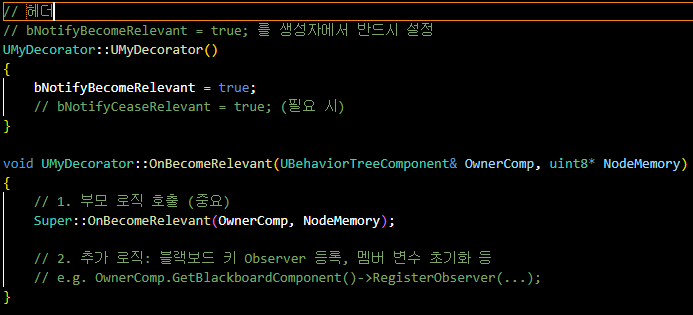 // 헤더
// bNotifyBecomeRelevant = true; 를 생성자에서 반드시 설정
UMyDecorator::UMyDecorator()
{
    bNotifyBecomeRelevant = true;
    // bNotifyCeaseRelevant = true; (필요 시)
}

void UMyDecorator::OnBecomeRelevant(UBehaviorTreeComponent& OwnerComp, uint8* NodeMemory)
{
    // 1. 부모 로직 호출 (중요)
    Super::OnBecomeRelevant(OwnerComp, NodeMemory);

    // 2. 추가 로직: 블랙보드 키 Observer 등록, 멤버 변수 초기화 등
    // e.g. OwnerComp.GetBlackboardComponent()->RegisterObserver(...);
}